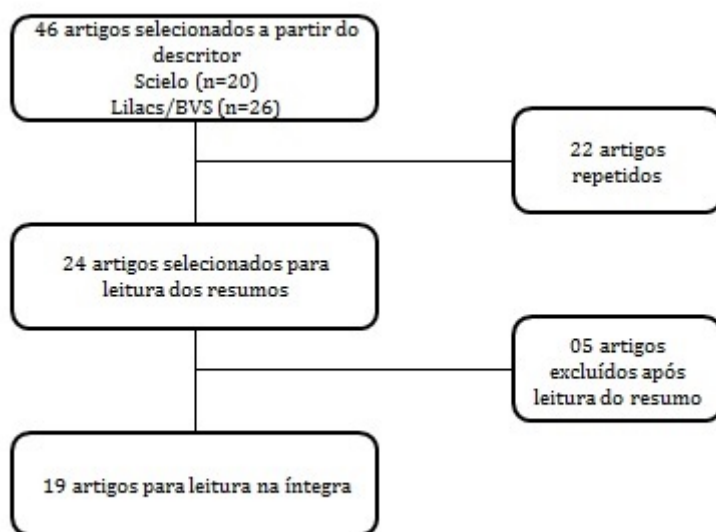 46 artigos selecionados a partir do
descritor
Scielo (n=20)
Lilacs/BVS (n=26)
22 artigos
repetidos
24 artigos selecionados para
leitura dos resumos
05 artigos
excluídos após
leitura do resumo
19 artigos para leitura na íntegra